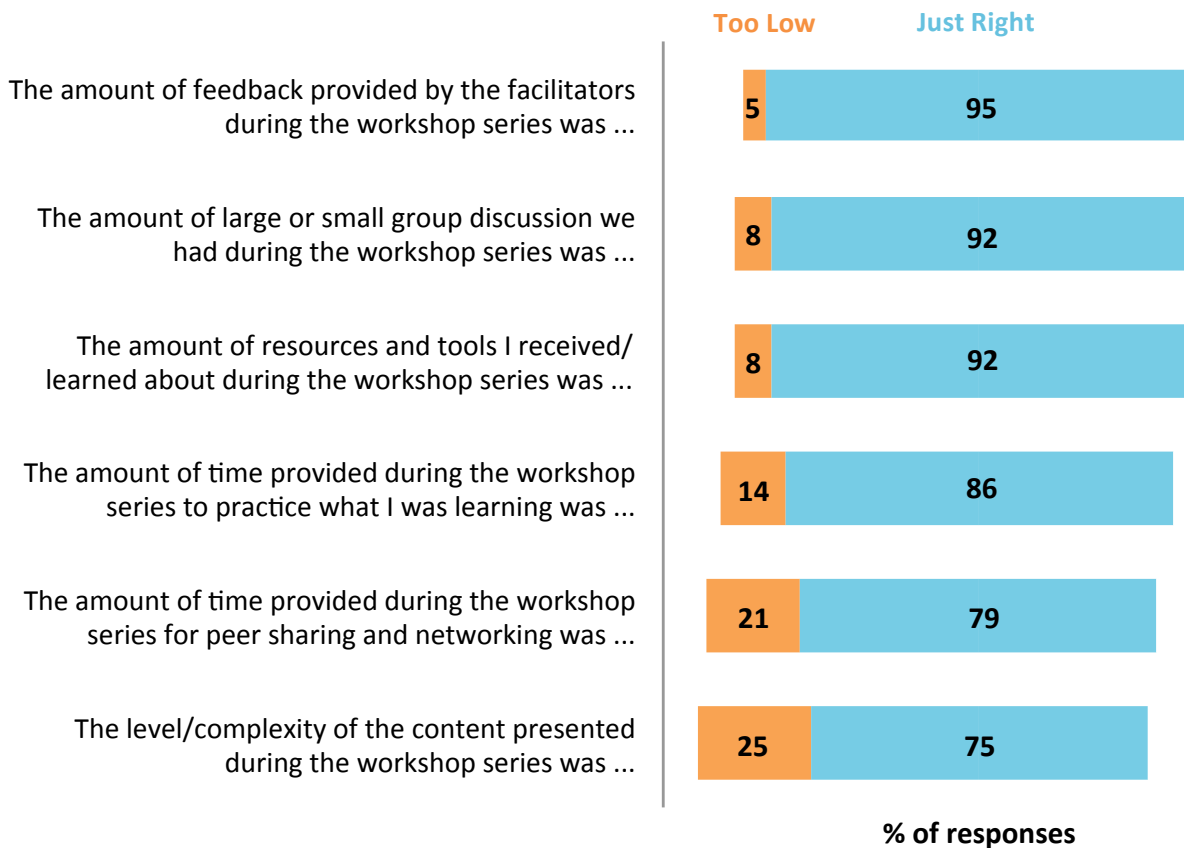 Too Low Just Right
The amount of feedback provided by the facilitators
during the workshop series was ...
5 95
The amount of large or small group discussion we
had during the workshop series was ...
8 92
The amount of resources and tools I received/
learned about during the workshop series was ...
8 92
The amount of time provided during the workshop
series to practice what I was learning was ...
14 86
The amount of time provided during the workshop
series for peer sharing and networking was ...
21 79
The level/complexity of the content presented
during the workshop series was ...
25 75
% of responses